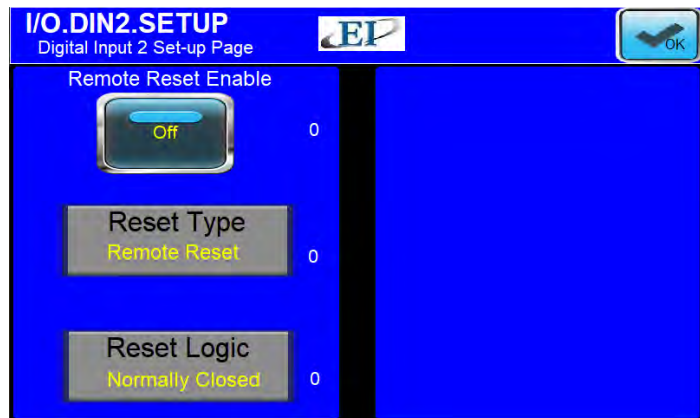 I/O.DIN2.SETUP
Digital Input 2 Set-up Page
EI
OK
Remote Reset Enable
Off
0
Reset Type
Remote Reset
0
Reset Logic
Normally Closed
0